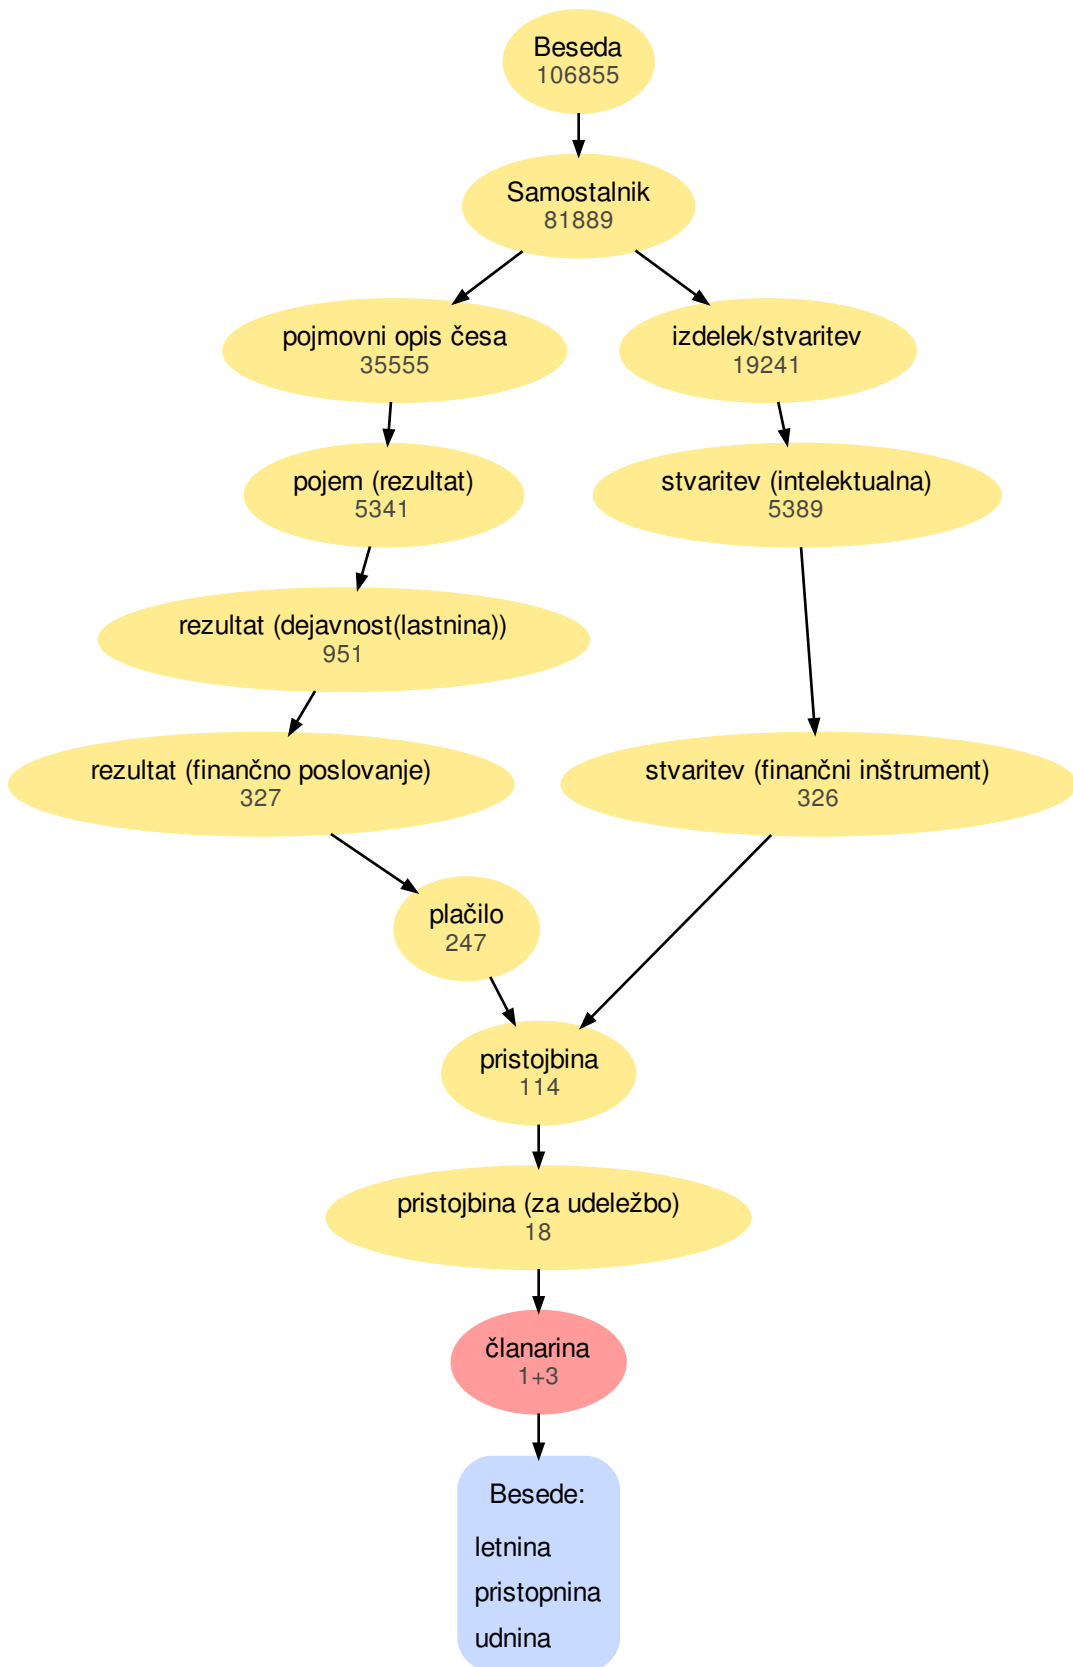 Beseda
106855
Samostalnik
81889
pojmovni opis česa
35555
izdelek/stvaritev
19241
pojem (rezultat)
5341
stvaritev (intelektualna)
5389
rezultat (dejavnost(lastnina))
951
rezultat (finančno poslovanje)
327
stvaritev (finančni inštrument)
326
plačilo
247
pristojbina
114
pristojbina (za udeležbo)
18
članarina
1+3
Besede:
letnina
pristopnina
udnina